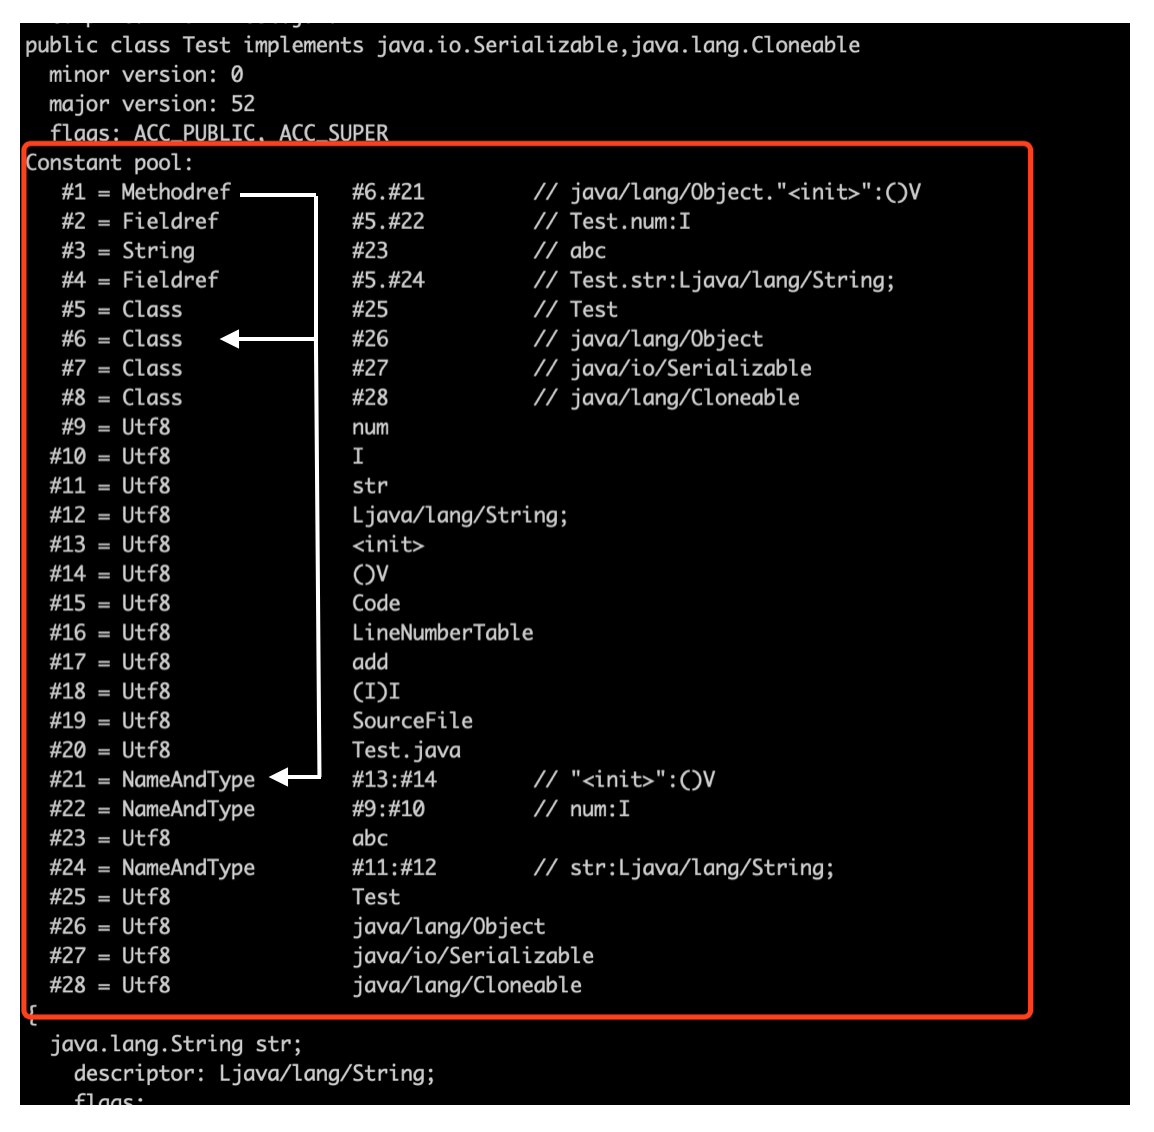 public class Test implements java.io.Serializable,java.lang.Cloneable
  minor version: 0
  major version: 52
  flags: ACC_PUBLIC, ACC_SUPER
Constant pool:
   #1 = Methodref          #6.#21         // java/lang/Object."<init>":()V
   #2 = Fieldref           #5.#22         // Test.num:I
   #3 = String             #23            // abc
   #4 = Fieldref           #5.#24         // Test.str:Ljava/lang/String;
   #5 = Class              #25            // Test
   #6 = Class              #26            // java/lang/Object
   #7 = Class              #27            // java/io/Serializable
   #8 = Class              #28            // java/lang/Cloneable
   #9 = Utf8               num
  #10 = Utf8               I
  #11 = Utf8               str
  #12 = Utf8               Ljava/lang/String;
  #13 = Utf8               <init>
  #14 = Utf8               ()V
  #15 = Utf8               Code
  #16 = Utf8               LineNumberTable
  #17 = Utf8               add
  #18 = Utf8               (I)I
  #19 = Utf8               SourceFile
  #20 = Utf8               Test.java
  #21 = NameAndType        #13:#14        // "<init>":()V
  #22 = NameAndType        #9:#10         // num:I
  #23 = Utf8               abc
  #24 = NameAndType        #11:#12        // str:Ljava/lang/String;
  #25 = Utf8               Test
  #26 = Utf8               java/lang/Object
  #27 = Utf8               java/io/Serializable
  #28 = Utf8               java/lang/Cloneable
{
  java.lang.String str;
    descriptor: Ljava/lang/String;
    flags: